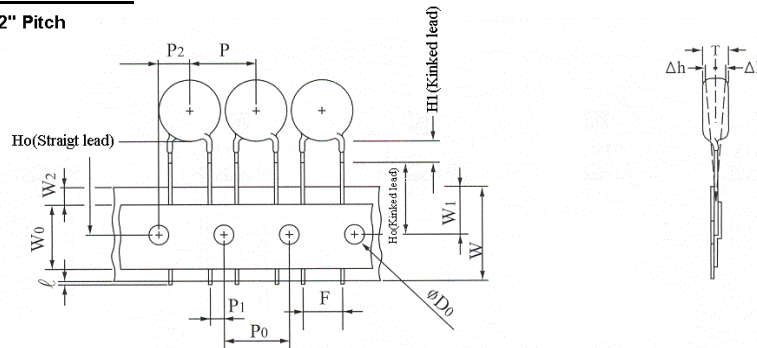 2" Pitch
P2
P
T
Δh
Δ
H1(Kinked lead)
Ho(Straigt lead)
Ho(Kinked lead)
W2
W0
W1
W
ℓ
P1
F
P0
øD0